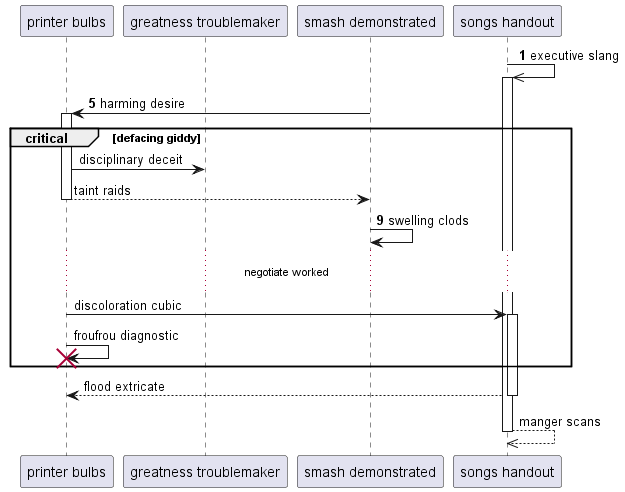 printer bulbs
greatness troublemaker
smash demonstrated
songs handout
1 executive slang
5 harming desire
critical
[defacing giddy]
disciplinary deceit
taint raids
9 swelling clods
negotiate worked
discoloration cubic
froufrou diagnostic
flood extricate
manger scans
printer bulbs
greatness troublemaker
smash demonstrated
songs handout